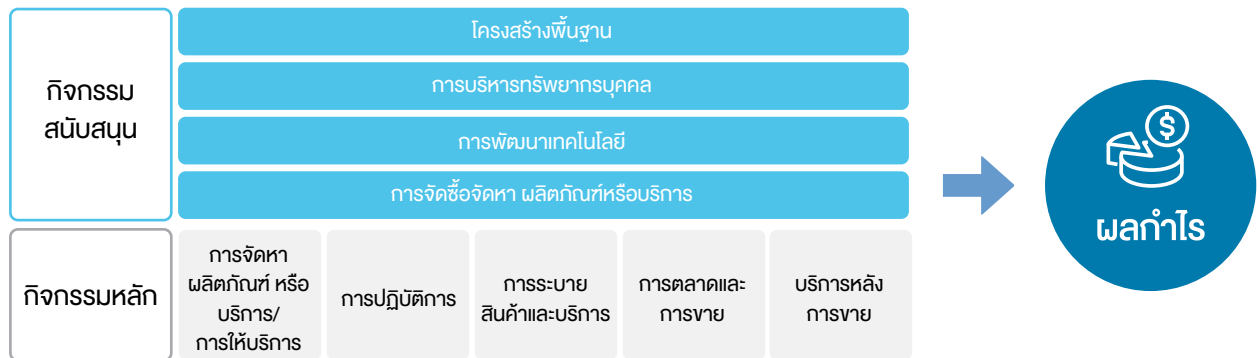 กิจกรรม
สนับสนุน
โครงสร้างพื้นฐาน
การบริหารทรัพยากรบุคคล
การพัฒนาเทคโนโลยี
การจัดซื้อจัดหา ผลิตภัณฑ์หรือบริการ
กิจกรรมหลัก
การจัดหา
ผลิตภัณฑ์ หรือ
บริการ/
การให้บริการ
การปฏิบัติการ
การระบาย
สินค้าและบริการ
การตลาดและ
การขาย
บริการหลัง
การขาย
$
ผลกำไร